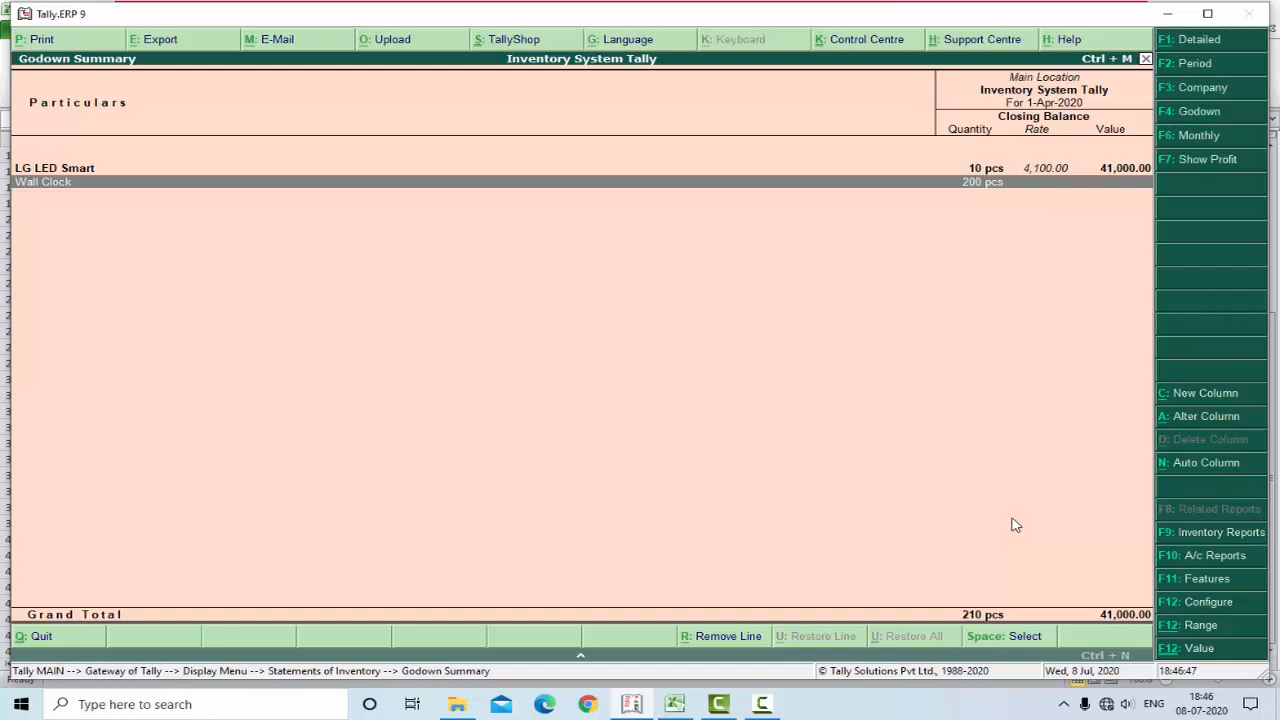 Tally.ERP 9
P: Print E: Export M: E-Mail O: Upload S: TallyShop G: Language K: Keyboard K: Control Centre H: Support Centre H: Help
Godown Summary Inventory System Tally Ctrl + M
Particulars
Main Location
Inventory System Tally
For 1-Apr-2020
Closing Balance
Quantity Rate Value
LG LED Smart 10 pcs 4,100.00 41,000.00
Wall Clock 200 pcs
Grand Total 210 pcs 41,000.00
F1: Detailed
F2: Period
F3: Company
F4: Godown
F6: Monthly
F7: Show Profit
C: New Column
A: Alter Column
D: Delete Column
N: Auto Column
F8: Related Reports
F9: Inventory Reports
F10: A/c Reports
F11: Features
F12: Configure
F12: Range
F12: Value
Q: Quit R: Remove Line U: Restore Line U: Restore All Space: Select
Ctrl + N
Tally MAIN --> Gateway of Tally --> Display Menu --> Statements of Inventory --> Godown Summary © Tally Solutions Pvt Ltd., 1988-2020 Wed, 8 Jul, 2020 18:46:47
Type here to search ENG 18:46
08-07-2020